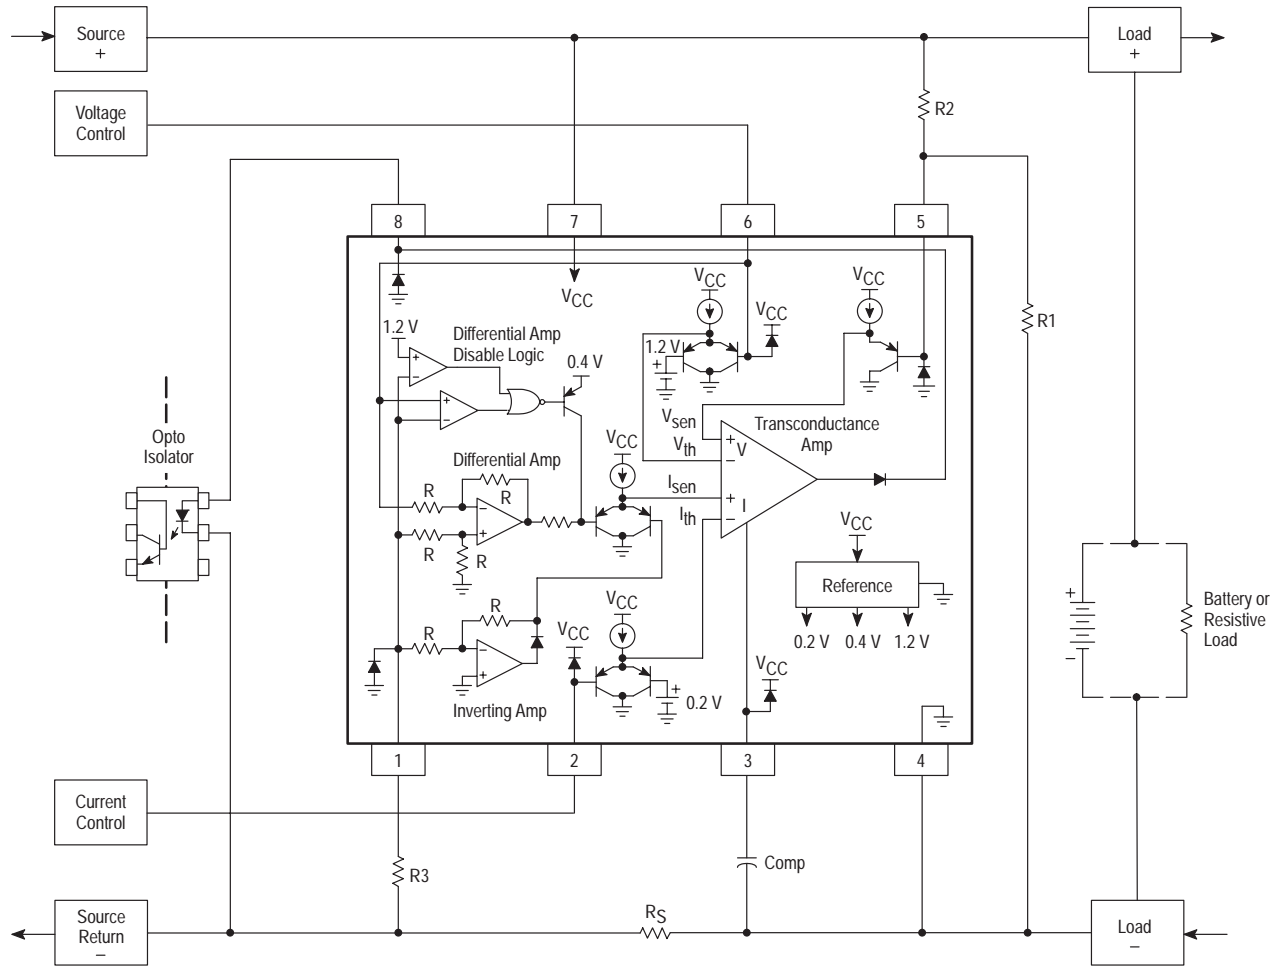 Source
+
Load
+
Voltage
Control
R2
8
7
6
5
VCC
VCC
VCC
VCC
R1
1.2 V
Differential Amp
Disable Logic
0.4 V
1.2 V
+
+
−
+
−
Vsen
Vth
Transconductance
Amp
+
V
−
Opto
Isolator
VCC
Differential Amp
R
R
−
+
R
R
Isen
Ith
+
I
−
VCC
Reference
0.2 V
0.4 V
1.2 V
+
−
Battery or
Resistive
Load
VCC
R
R
−
+
VCC
VCC
+
0.2 V
Inverting Amp
1
2
3
4
Current
Control
R3
Comp
Source
Return
−
RS
Load
−